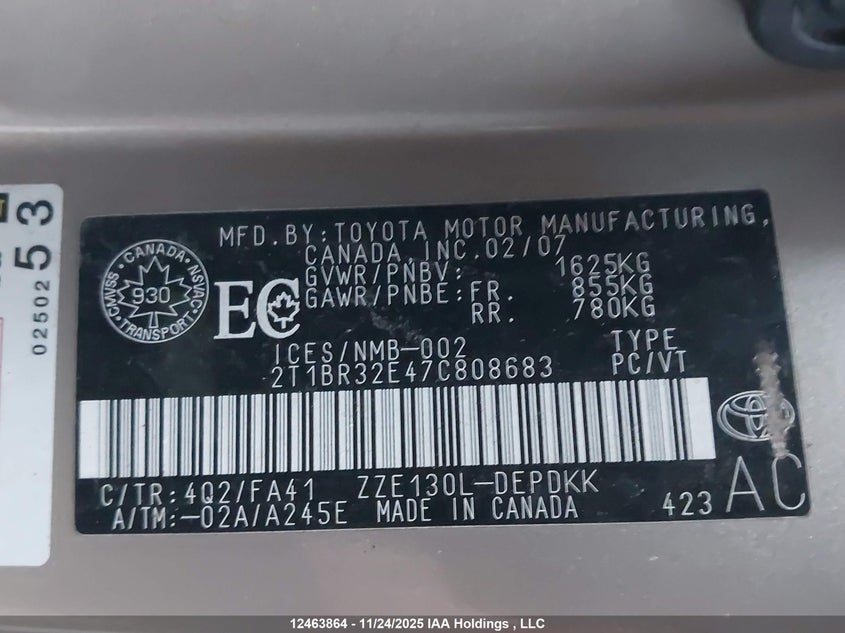 53
02502
MFD.BY:TOYOTA MOTOR MANUFACTURING,
CANADA,INC.02/07
GVWR/PNBV: 1625KG
GAWR/PNBE:FR. 855KG
RR. 780KG
CANADA
CMVSS NSVAC
930
TRANSPORT
EC
ICES/NMB-002 TYPE
2T1BR32E47C808683 PC/VT
C/TR:4Q2/FA41 ZZE130L-DEPDKK
A/TM:-02A/A245E MADE IN CANADA 423 AC
12463864 - 11/24/2025 IAA Holdings , LLC